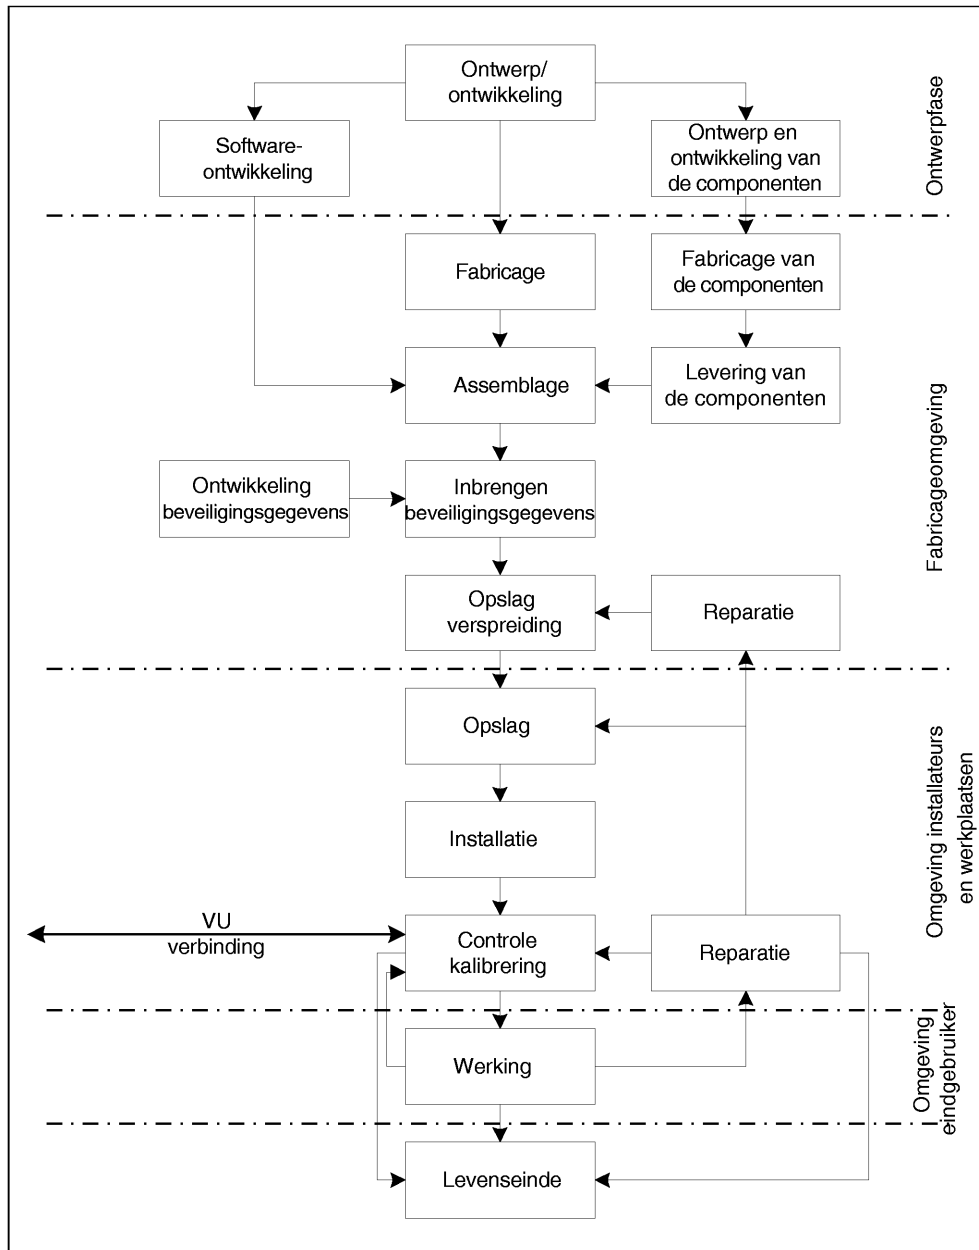 Ontwerp/
ontwikkeling
Software-
ontwikkeling
Ontwerp en
ontwikkeling van
de componenten
Ontwerpfase
Fabricage
Fabricage van
de componenten
Assemblage
Levering van
de componenten
Ontwikkeling
beveiligingsgegevens
Inbrengen
beveiligingsgegevens
Fabricageomgeving
Opslag
verspreiding
Reparatie
Opslag
Installatie
Omgeving installateurs
en werkplaatsen
VU
verbinding
Controle
kalibrering
Reparatie
Werking
Omgeving
eindgebruiker
Levenseinde